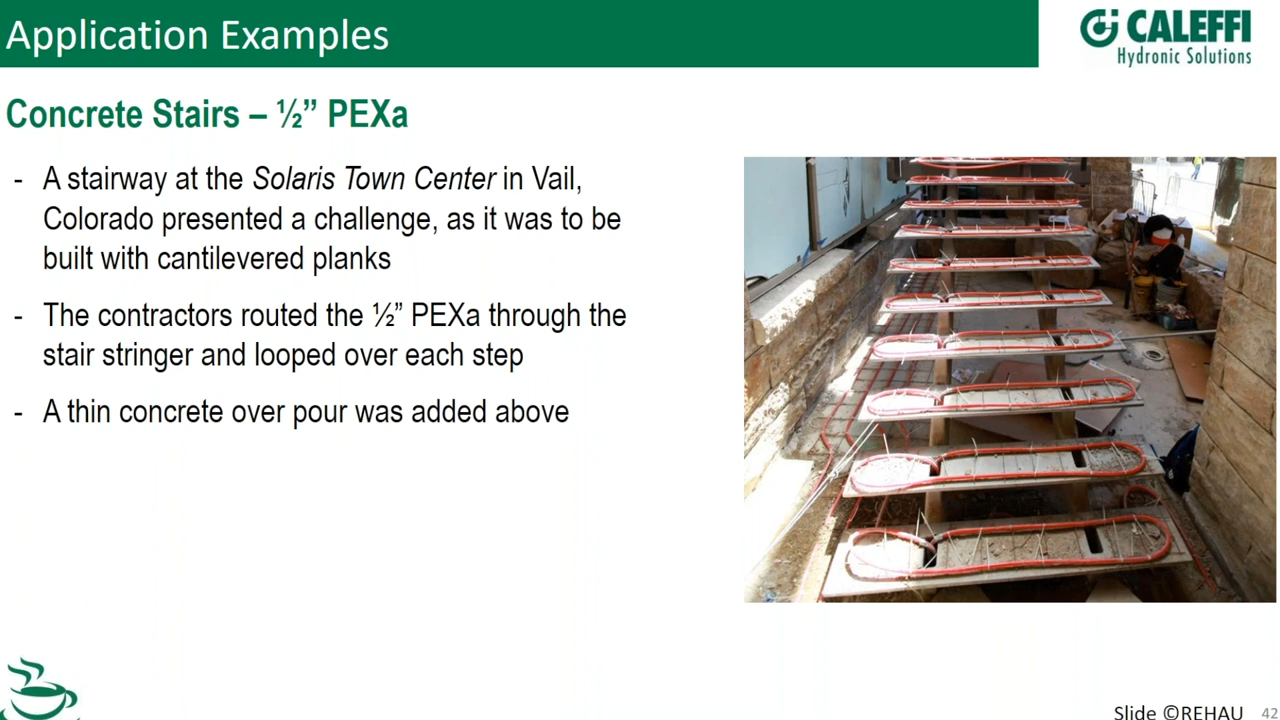 Application Examples
CALEFFI
Hydronic Solutions
Concrete Stairs – ½” PEXa
- A stairway at the Solaris Town Center in Vail,
Colorado presented a challenge, as it was to be
built with cantilevered planks
- The contractors routed the ½” PEXa through the
stair stringer and looped over each step
- A thin concrete over pour was added above
Slide ©REHAU 42